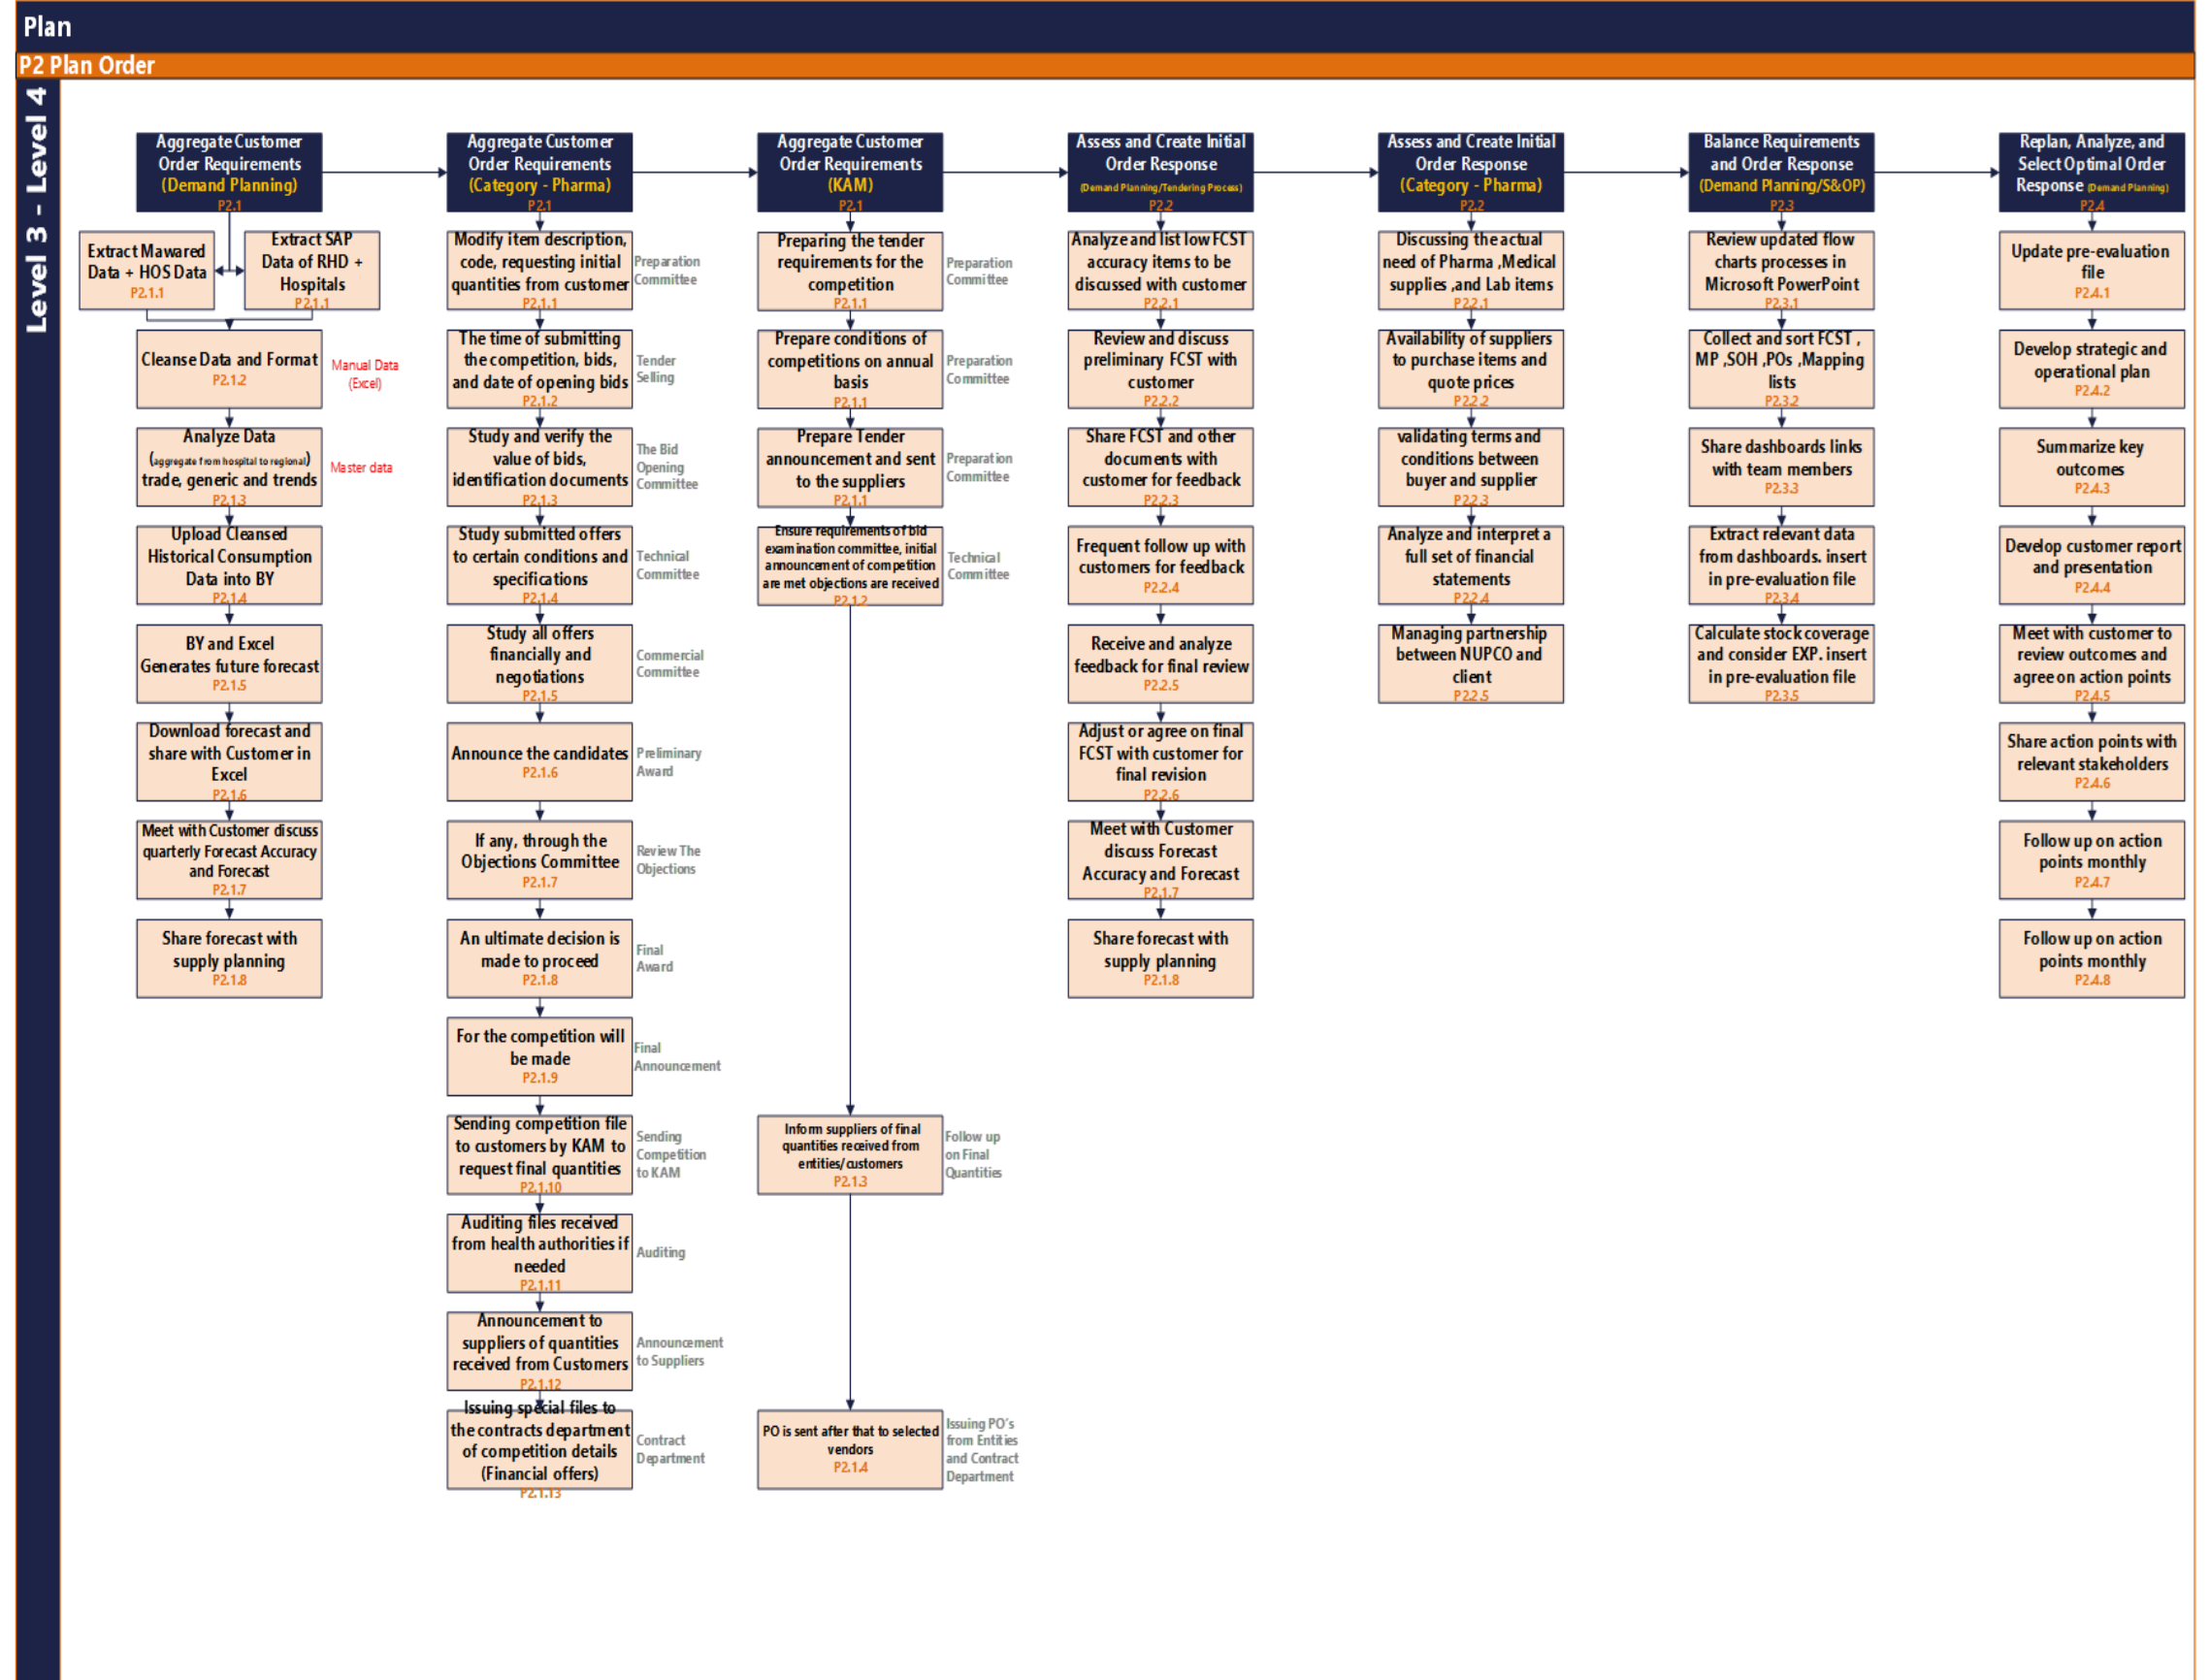 Plan
P2 Plan Order
Level 3 - Level 4
Aggregate Customer
Order Requirements
(Demand Planning)
P2.1
Extract Mawared
Data + HOS Data
P2.1.1
Extract SAP
Data of RHD +
Hospitals
P2.1.1
Cleanse Data and Format
P2.1.2
Manual Data
(Excel)
Analyze Data
(aggregate from hospital to regional)
trade, generic and trends
P2.1.3
Master data
Upload Cleansed
Historical Consumption
Data into BY
P2.1.4
BY and Excel
Generates future forecast
P2.1.5
Download forecast and
share with Customer in
Excel
P2.1.6
Meet with Customer discuss
quarterly Forecast Accuracy
and Forecast
P2.1.7
Share forecast with
supply planning
P2.1.8
Aggregate Customer
Order Requirements
(Category - Pharma)
P2.1
Modify item description,
code, requesting initial
quantities from customer
P2.1.1
Preparation
Committee
The time of submitting
the competition, bids,
and date of opening bids
P2.1.2
Tender
Selling
Study and verify the
value of bids,
identification documents
P2.1.3
The Bid
Opening
Committee
Study submitted offers
to certain conditions and
specifications
P2.1.4
Technical
Committee
Study all offers
financially and
negotiations
P2.1.5
Commercial
Committee
Announce the candidates
P2.1.6
Preliminary
Award
If any, through the
Objections Committee
P2.1.7
Review The
Objections
An ultimate decision is
made to proceed
P2.1.8
Final
Award
For the competition will
be made
P2.1.9
Final
Announcement
Sending competition file
to customers by KAM to
request final quantities
P2.1.10
Sending
Competition
to KAM
Auditing files received
from health authorities if
needed
P2.1.11
Auditing
Announcement to
suppliers of quantities
received from Customers
P2.1.12
Announcement
to Suppliers
Issuing special files to
the contracts department
of competition details
(Financial offers)
P2.1.13
Contract
Department
Aggregate Customer
Order Requirements
(KAM)
P2.1
Preparing the tender
requirements for the
competition
P2.1.1
Preparation
Committee
Prepare conditions of
competitions on annual
basis
P2.1.1
Preparation
Committee
Prepare Tender
announcement and sent
to the suppliers
P2.1.1
Preparation
Committee
Ensure requirements of bid
examination committee, initial
announcement of competition
are met objections are received
P2.1.2
Technical
Committee
Inform suppliers of final
quantities received from
entities/customers
P2.1.3
Follow up
on Final
Quantities
PO is sent after that to selected
vendors
P2.1.4
Issuing PO's
from Entities
and Contract
Department
Assess and Create Initial
Order Response
(Demand Planning/Tendering Process)
P2.2
Analyze and list low FCST
accuracy items to be
discussed with customer
P2.2.1
Review and discuss
preliminary FCST with
customer
P2.2.2
Share FCST and other
documents with
customer for feedback
P2.2.3
Frequent follow up with
customers for feedback
P2.2.4
Receive and analyze
feedback for final review
P2.2.5
Adjust or agree on final
FCST with customer for
final revision
P2.2.6
Meet with Customer
discuss Forecast
Accuracy and Forecast
P2.1.7
Share forecast with
supply planning
P2.1.8
Assess and Create Initial
Order Response
(Category - Pharma)
P2.2
Discussing the actual
need of Pharma ,Medical
supplies ,and Lab items
P2.2.1
Availability of suppliers
to purchase items and
quote prices
P2.2.2
validating terms and
conditions between
buyer and supplier
P2.2.3
Analyze and interpret a
full set of financial
statements
P2.2.4
Managing partnership
between NUPCO and
client
P2.2.5
Balance Requirements
and Order Response
(Demand Planning/S&OP)
P2.3
Review updated flow
charts processes in
Microsoft PowerPoint
P2.3.1
Collect and sort FCST ,
MP ,SOH ,POs ,Mapping
lists
P2.3.2
Share dashboards links
with team members
P2.3.3
Extract relevant data
from dashboards. insert
in pre-evaluation file
P2.3.4
Calculate stock coverage
and consider EXP. insert
in pre-evaluation file
P2.3.5
Replan, Analyze, and
Select Optimal Order
Response (Demand Planning)
P2.4
Update pre-evaluation
file
P2.4.1
Develop strategic and
operational plan
P2.4.2
Summarize key
outcomes
P2.4.3
Develop customer report
and presentation
P2.4.4
Meet with customer to
review outcomes and
agree on action points
P2.4.5
Share action points with
relevant stakeholders
P2.4.6
Follow up on action
points monthly
P2.4.7
Follow up on action
points monthly
P2.4.8